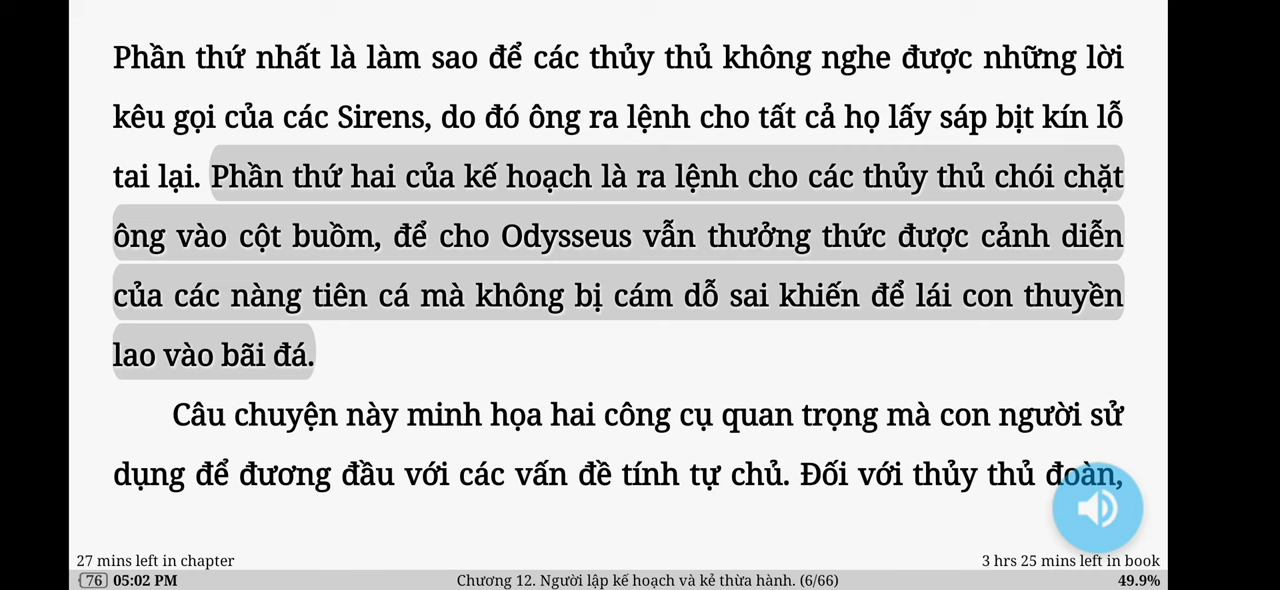 Phần thứ nhất là làm sao để các thủy thủ không nghe được những lời
kêu gọi của các Sirens, do đó ông ra lệnh cho tất cả họ lấy sáp bịt kín lỗ
tai lại. Phần thứ hai của kế hoạch là ra lệnh cho các thủy thủ chói chặt
ông vào cột buồm, để cho Odysseus vẫn thưởng thức được cảnh diễn
của các nàng tiên cá mà không bị cám dỗ sai khiến để lái con thuyền
lao vào bãi đá.
Câu chuyện này minh họa hai công cụ quan trọng mà con người sử
dụng để đương đầu với các vấn đề tính tự chủ. Đối với thủy thủ đoàn,
27 mins left in chapter 3 hrs 25 mins left in book
76 05:02 PM Chương 12. Người lập kế hoạch và kẻ thừa hành. (6/66) 49.9%